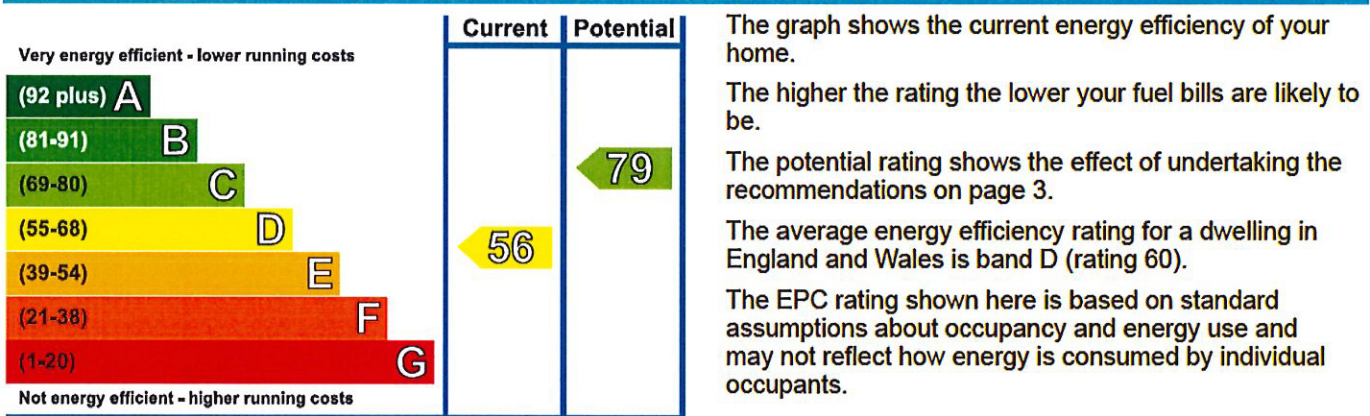 Current Potential
Very energy efficient - lower running costs
(92 plus) A
(81-91) B
(69-80) C
(55-68) D
(39-54) E
(21-38) F
(1-20) G
56
79
Not energy efficient - higher running costs
The graph shows the current energy efficiency of your
home.
The higher the rating the lower your fuel bills are likely to
be.
The potential rating shows the effect of undertaking the
recommendations on page 3.
The average energy efficiency rating for a dwelling in
England and Wales is band D (rating 60).
The EPC rating shown here is based on standard
assumptions about occupancy and energy use and
may not reflect how energy is consumed by individual
occupants.